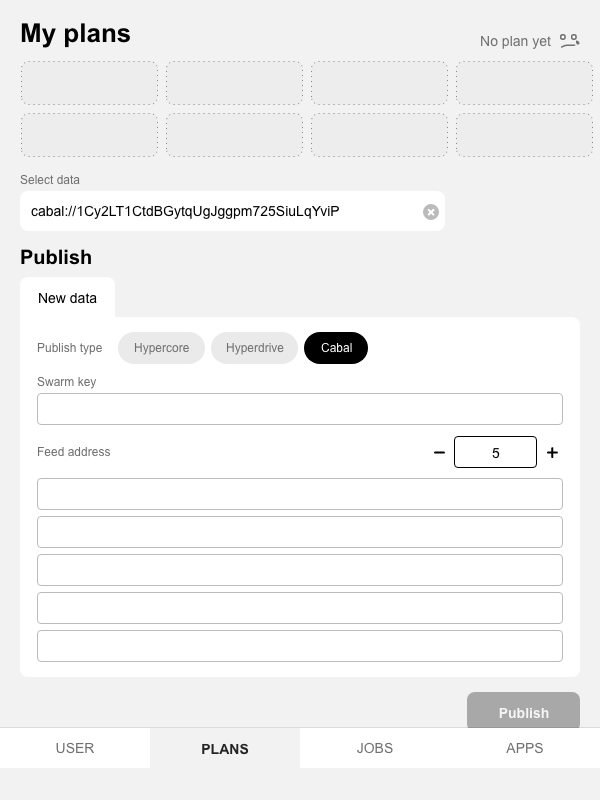 My plans
No plan yet
Select data
cabal://1Cy2LT1CtdBGytqUgJggpm725SiuLqYviP
Publish
New data
Publish type Hypercore Hyperdrive Cabal
Swarm key
Feed address 5
Publish
USER PLANS JOBS APPS